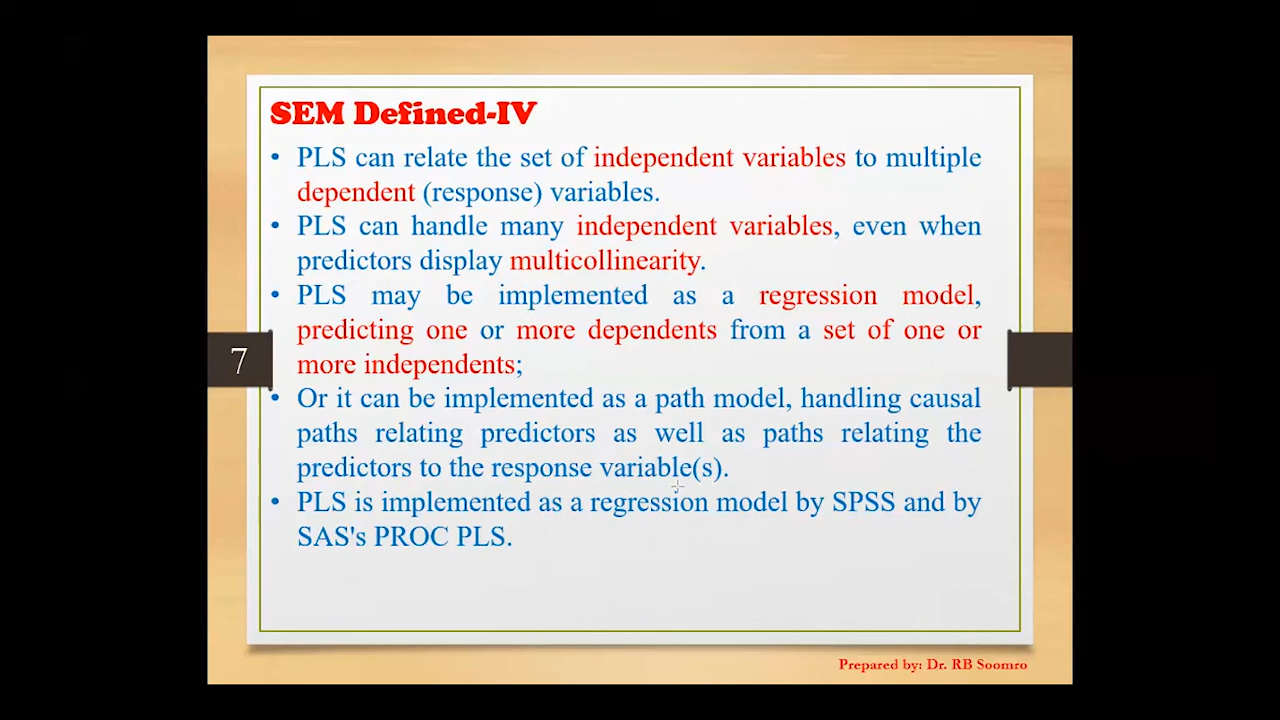 SEM Defined-IV
• PLS can relate the set of independent variables to multiple
dependent (response) variables.
• PLS can handle many independent variables, even when
predictors display multicollinearity.
• PLS may be implemented as a regression model,
predicting one or more dependents from a set of one or
more independents;
7
• Or it can be implemented as a path model, handling causal
paths relating predictors as well as paths relating the
predictors to the response variable(s).
• PLS is implemented as a regression model by SPSS and by
SAS's PROC PLS.
Prepared by: Dr. RB Soomro